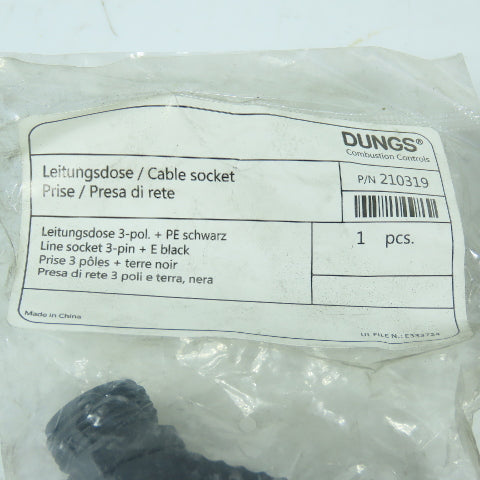 DUNGS®
Combustion Controls
Leitungsdose / Cable socket
Prise / Presa di rete
P/N 210319
Leitungsdose 3-pol. + PE schwarz
Line socket 3-pin + E black
Prise 3 pôles + terre noir
Presa di rete 3 poli e terra, nera
1 pcs.
Made in China
UL FILE N.: